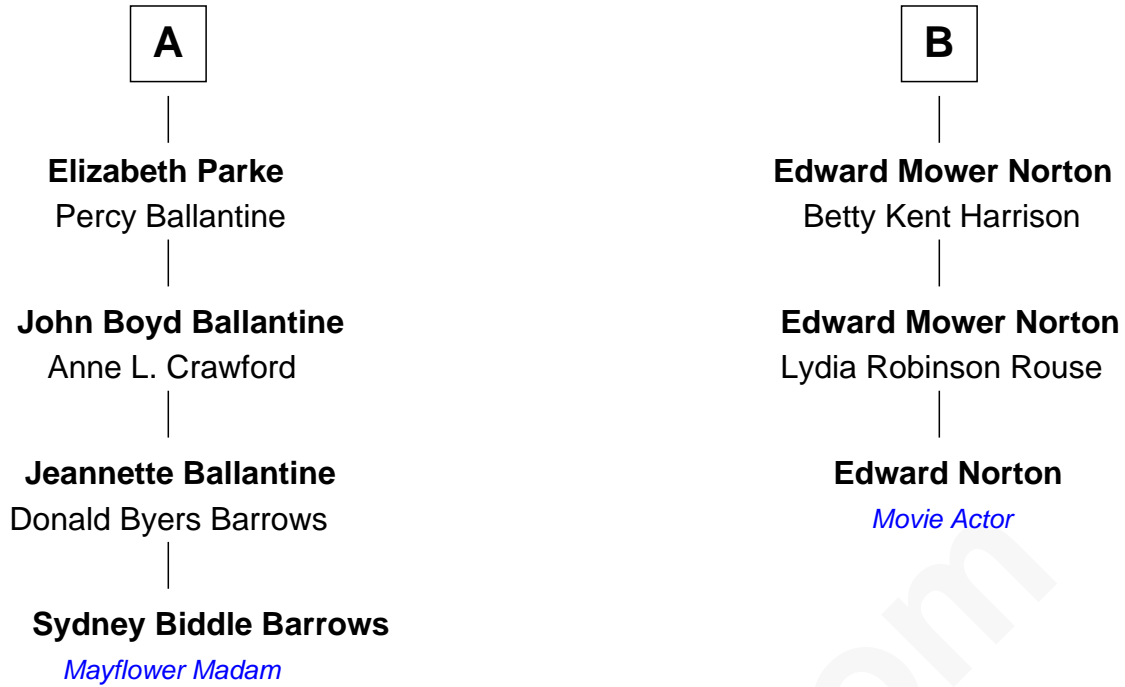 A
Elizabeth Parke
Percy Ballantine
John Boyd Ballantine
Anne L. Crawford
Jeannette Ballantine
Donald Byers Barrows
Sydney Biddle Barrows
Mayflower Madam
B
Edward Mower Norton
Betty Kent Harrison
Edward Mower Norton
Lydia Robinson Rouse
Edward Norton
Movie Actor
om